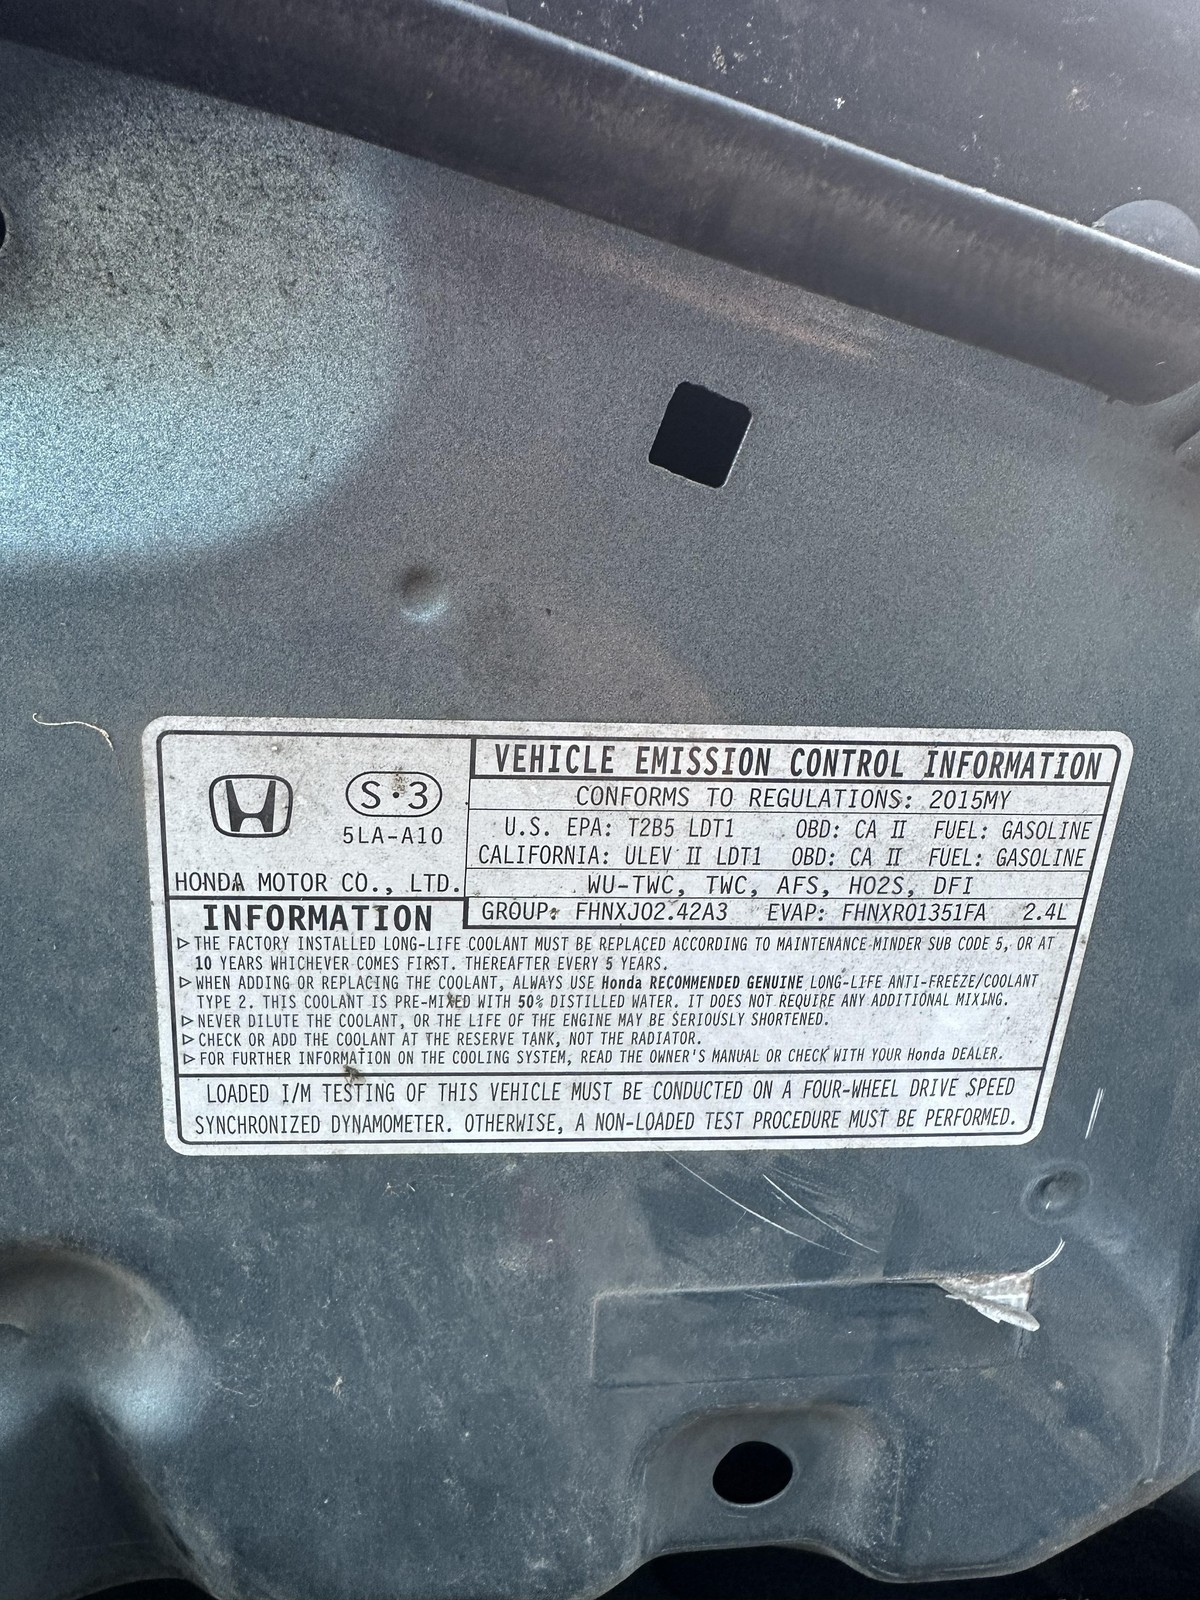 VEHICLE EMISSION CONTROL INFORMATION
S·3
5LA-A10
HONDA MOTOR CO., LTD.
CONFORMS TO REGULATIONS: 2015MY
U.S. EPA: T2B5 LDT1 OBD: CA II FUEL: GASOLINE
CALIFORNIA: ULEV II LDT1 OBD: CA II FUEL: GASOLINE
WU-TWC, TWC, AFS, HO2S, DFI
GROUP: FHNXJ02.42A3 EVAP: FHNXR01351FA 2.4L
INFORMATION
▷ THE FACTORY INSTALLED LONG-LIFE COOLANT MUST BE REPLACED ACCORDING TO MAINTENANCE MINDER SUB CODE 5, OR AT
10 YEARS WHICHEVER COMES FIRST. THEREAFTER EVERY 5 YEARS.
▷ WHEN ADDING OR REPLACING THE COOLANT, ALWAYS USE Honda RECOMMENDED GENUINE LONG-LIFE ANTI-FREEZE/COOLANT
TYPE 2. THIS COOLANT IS PRE-MIXED WITH 50% DISTILLED WATER. IT DOES NOT REQUIRE ANY ADDITIONAL MIXING.
▷ NEVER DILUTE THE COOLANT, OR THE LIFE OF THE ENGINE MAY BE SERIOUSLY SHORTENED.
▷ CHECK OR ADD THE COOLANT AT THE RESERVE TANK, NOT THE RADIATOR.
▷ FOR FURTHER INFORMATION ON THE COOLING SYSTEM, READ THE OWNER'S MANUAL OR CHECK WITH YOUR Honda DEALER.
LOADED I/M TESTING OF THIS VEHICLE MUST BE CONDUCTED ON A FOUR-WHEEL DRIVE SPEED
SYNCHRONIZED DYNAMOMETER. OTHERWISE, A NON-LOADED TEST PROCEDURE MUST BE PERFORMED.